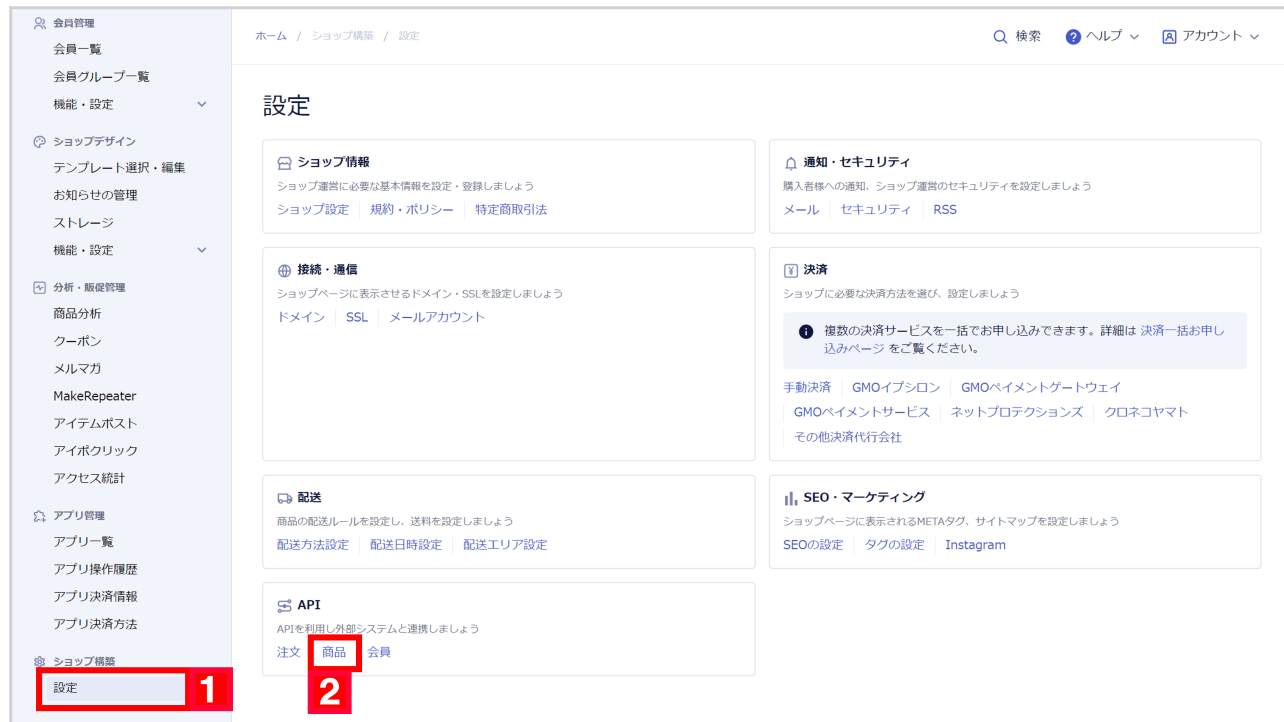 会員管理
会員一覧
会員グループ一覧
機能・設定
ショップデザイン
テンプレート選択・編集
お知らせの管理
ストレージ
機能・設定
分析・販促管理
商品分析
クーポン
メルマガ
MakeRepeater
アイテムポスト
アイポクリック
アクセス統計
アプリ管理
アプリ一覧
アプリ操作履歴
アプリ決済情報
アプリ決済方法
ショップ構築
設定
1
ホーム / ショップ構築 / 設定
検索 ? ヘルプ アカウント
設定
ショップ情報
ショップ運営に必要な基本情報を設定・登録しましょう
ショップ設定 規約・ポリシー 特定商取引法
通知・セキュリティ
購入者様への通知、ショップ運営のセキュリティを設定しましょう
メール セキュリティ RSS
接続・通信
ショップページに表示させるドメイン・SSLを設定しましょう
ドメイン SSL メールアカウント
決済
ショップに必要な決済方法を選び、設定しましょう
複数の決済サービスを一括でお申し込みできます。詳細は 決済一括お申し
込みページ をご覧ください。
手動決済 GMOイプシロン GMOペイメントゲートウェイ
GMOペイメントサービス ネットプロテクションズ クロネコヤマト
その他決済代行会社
配送
商品の配送ルールを設定し、送料を設定しましょう
配送方法設定 配送日時設定 配送エリア設定
SEO・マーケティング
ショップページに表示されるMETAタグ、サイトマップを設定しましょう
SEOの設定 タグの設定 Instagram
API
APIを利用し外部システムと連携しましょう
注文 商品 会員
2